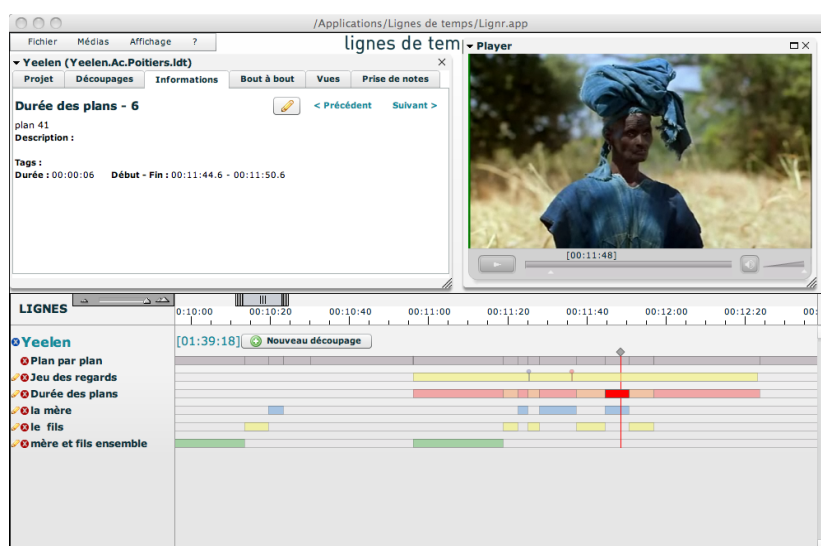 /Applications/Lignes de temps/Lignr.app
Fichier Médias Affichage ?
lignes de tem
Yeelen (Yeelen.Ac.Poitiers.ldt)
Projet Découpages Informations Bout à bout Vues Prise de notes
Durée des plans - 6
< Précédent Suivant >
plan 41
Description :
Tags :
Durée : 00:00:06 Début - Fin : 00:11:44.6 - 00:11:50.6
Player
[00:11:48]
LIGNES
0:10:00 00:10:20 00:10:40 00:11:00 00:11:20 00:11:40 00:12:00 00:12:20 00:
Yeelen
[01:39:18] Nouveau découpage
Plan par plan
Jeu des regards
Durée des plans
la mère
le fils
mère et fils ensemble